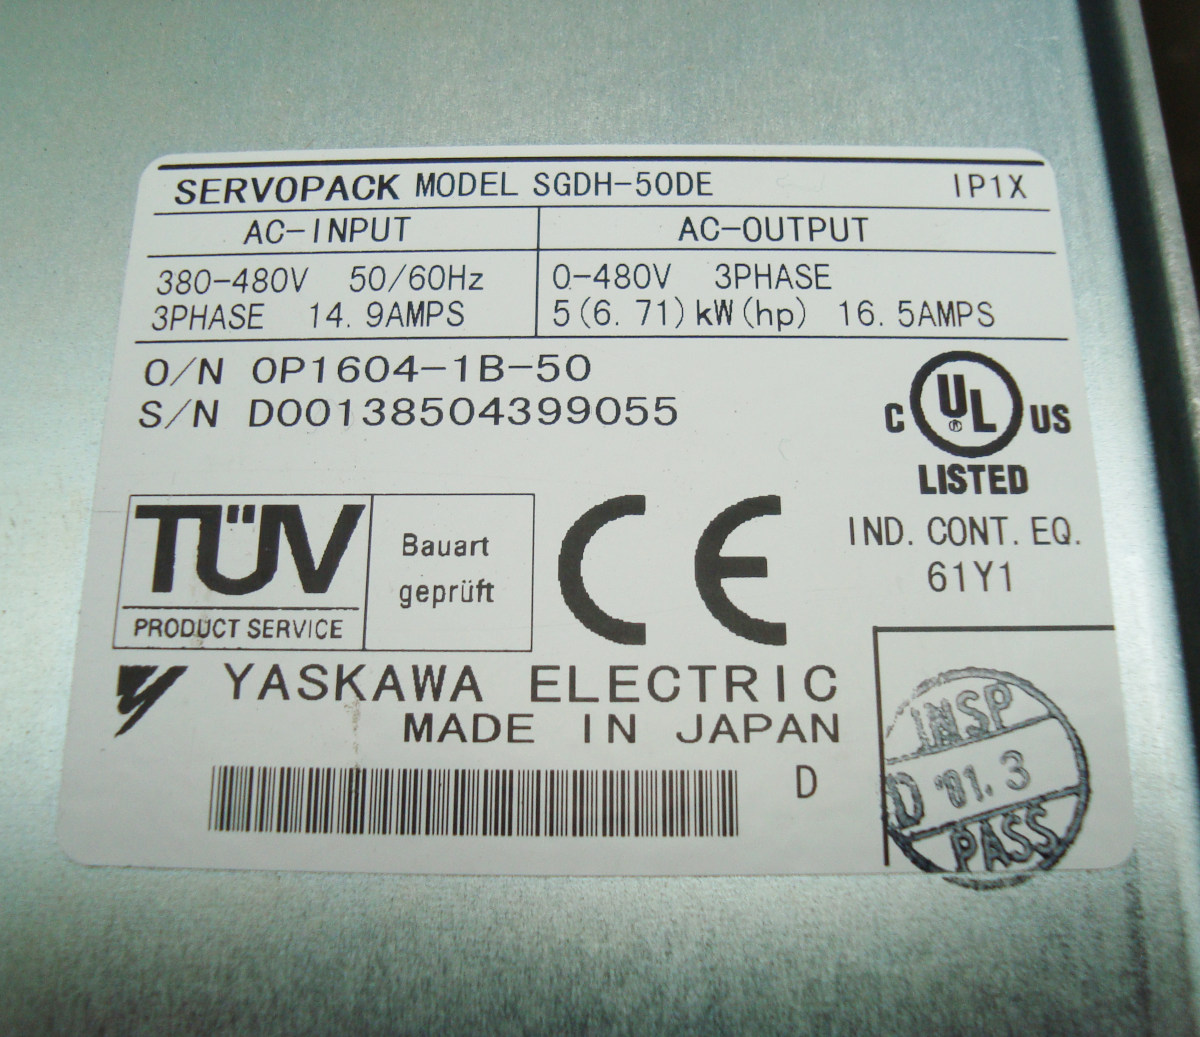 SERVOPACK MODEL SGDH-50DE IP1X
AC-INPUT AC-OUTPUT
380-480V 50/60Hz 0-480V 3PHASE
3PHASE 14.9AMPS 5(6.71)kW(hp) 16.5AMPS
O/N OP1604-1B-50
S/N D00138504399055
C UL® US
LISTED
IND. CONT. EQ.
61Y1
TÜV
PRODUCT SERVICE
Bauart
geprüft
CE
YASKAWA ELECTRIC
MADE IN JAPAN
D
INSP
D '01.3
PASS